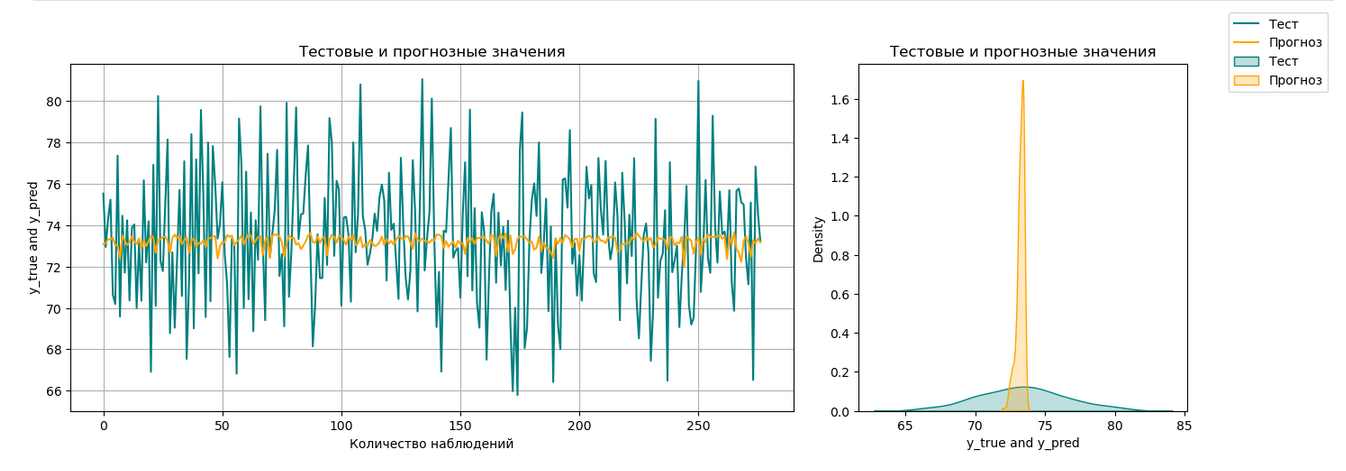 Тестовые и прогнозные значения
y_true and y_pred
80
78
76
74
72
70
68
66
0 50 100 150 200 250
Количество наблюдений
Тестовые и прогнозные значения
Density
1.6
1.4
1.2
1.0
0.8
0.6
0.4
0.2
0.0
65 70 75 80 85
y_true and y_pred
Тест
Прогноз
Тест
Прогноз